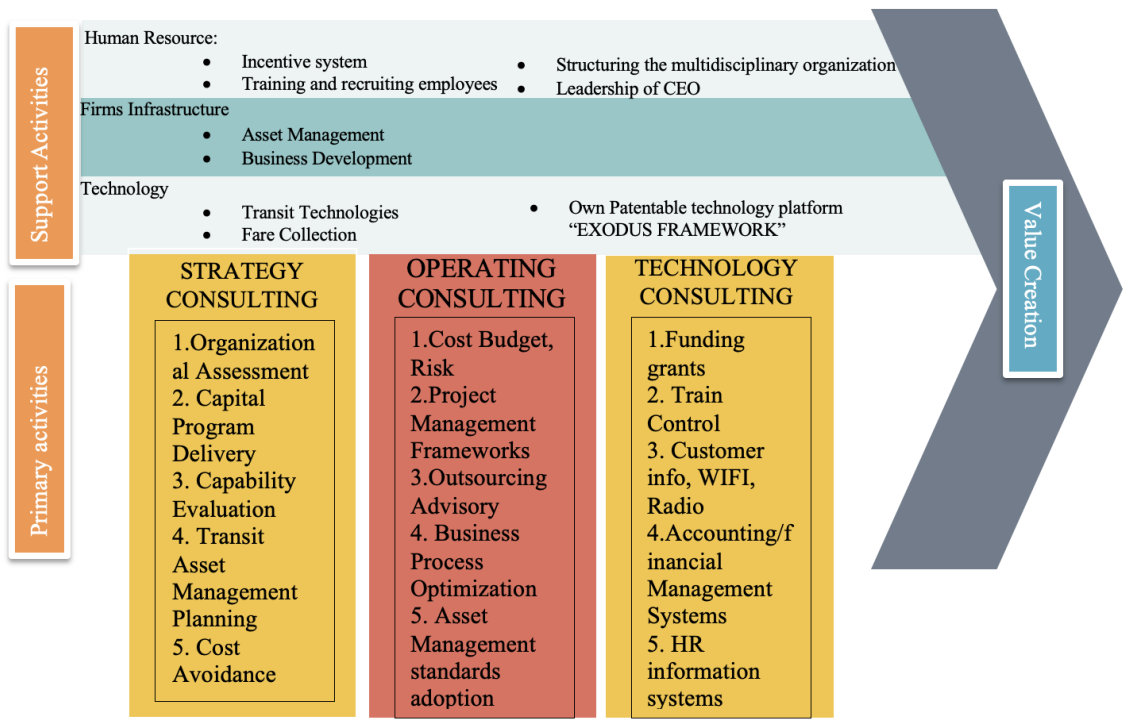 Support Activities
Human Resource:
• Incentive system
• Training and recruiting employees
• Structuring the multidisciplinary organization
• Leadership of CEO
Firms Infrastructure
• Asset Management
• Business Development
Technology
• Transit Technologies
• Fare Collection
• Own Patentable technology platform
“EXODUS FRAMEWORK”
Primary activities
STRATEGY
CONSULTING
1.Organization
al Assessment
2. Capital
Program
Delivery
3. Capability
Evaluation
4. Transit
Asset
Management
Planning
5. Cost
Avoidance
OPERATING
CONSULTING
1.Cost Budget,
Risk
2.Project
Management
Frameworks
3.Outsourcing
Advisory
4. Business
Process
Optimization
5. Asset
Management
standards
adoption
TECHNOLOGY
CONSULTING
1.Funding
grants
2. Train
Control
3. Customer
info, WIFI,
Radio
4.Accounting/f
inancial
Management
Systems
5. HR
information
systems
Value Creation